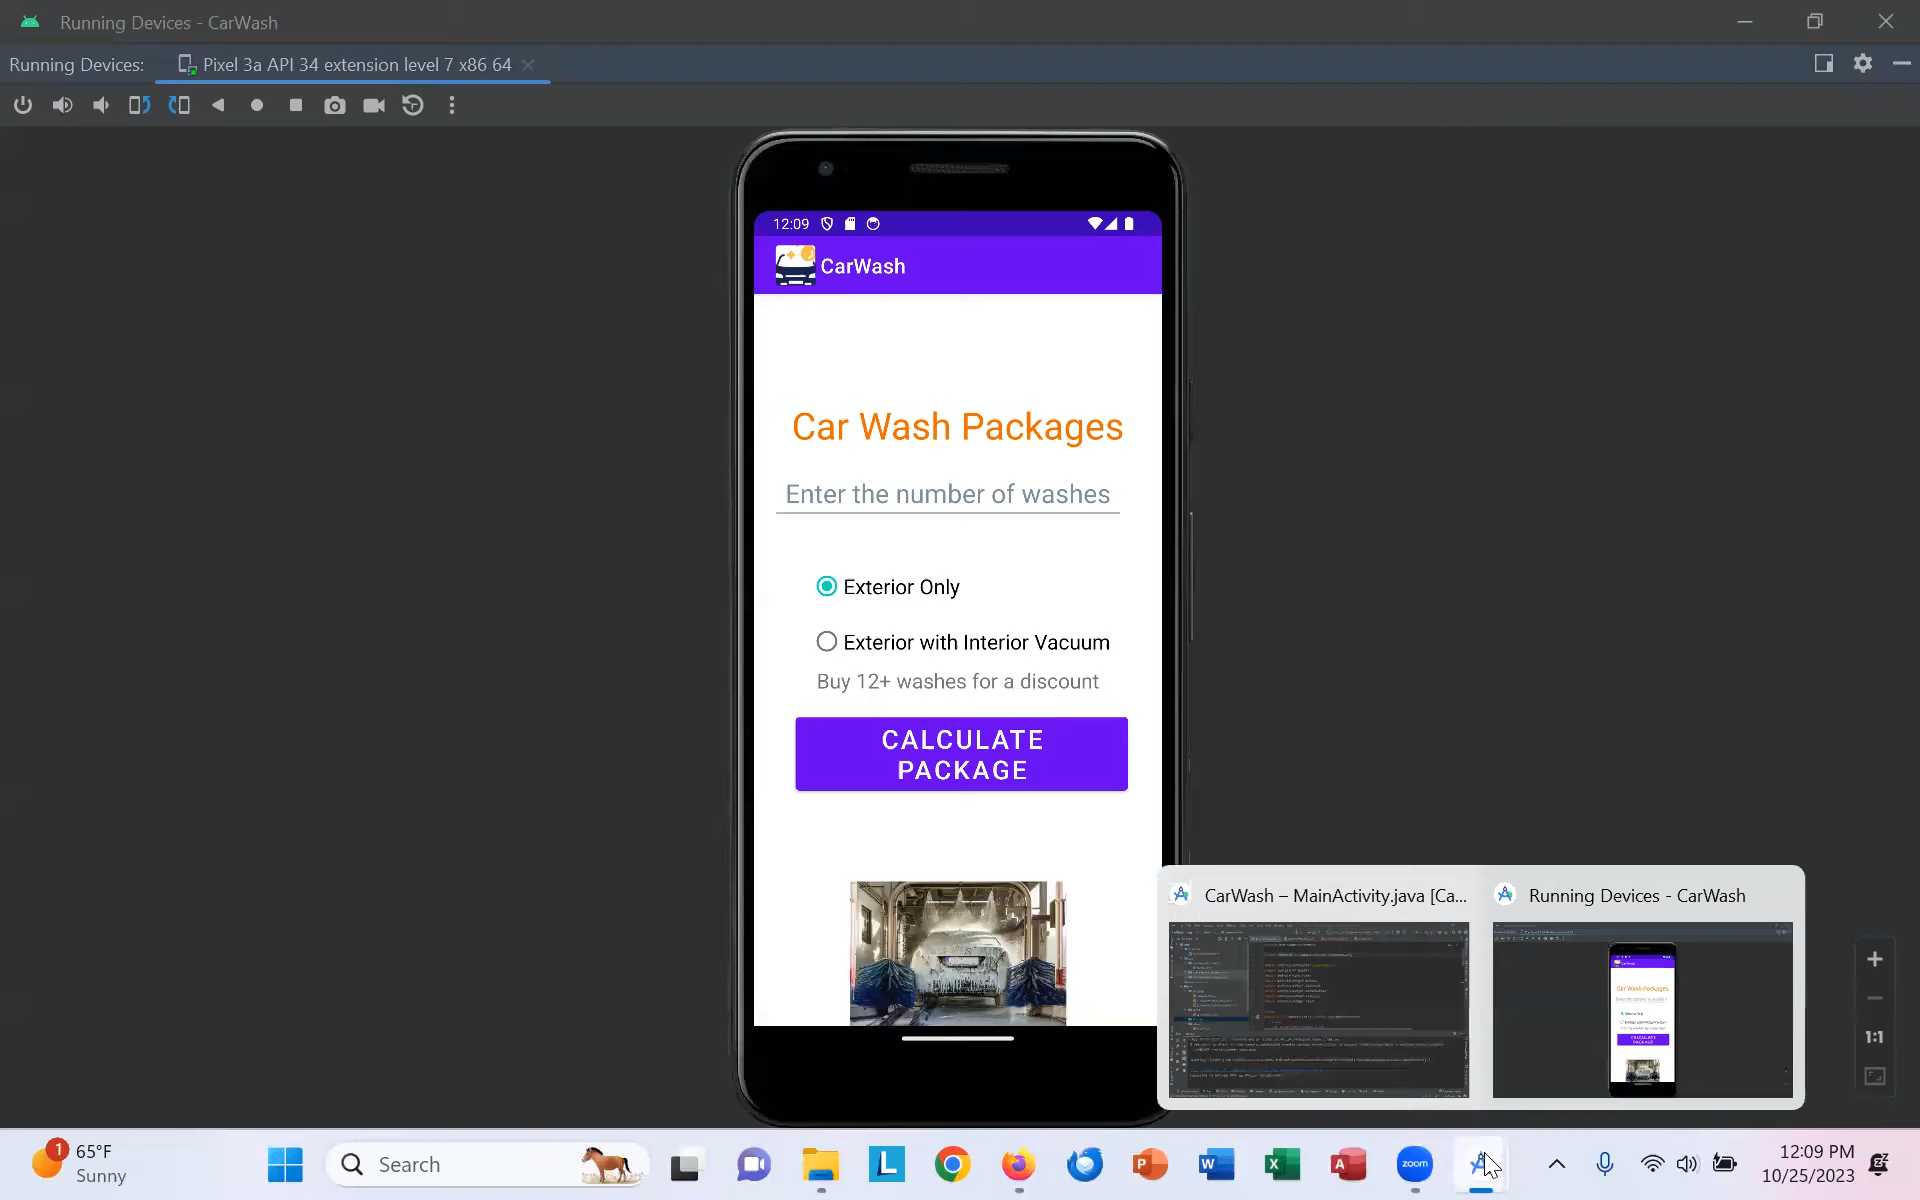 Running Devices - CarWash
Running Devices:
Pixel 3a API 34 extension level 7 x86 64
12:09
CarWash
Car Wash Packages
Enter the number of washes
Exterior Only
Exterior with Interior Vacuum
Buy 12+ washes for a discount
CALCULATE
PACKAGE
CarWash – MainActivity.java [Ca...
Running Devices - CarWash
1:1
1
65°F
Sunny
Search
L
P
W
X
A
zoom
12:09 PM
10/25/2023